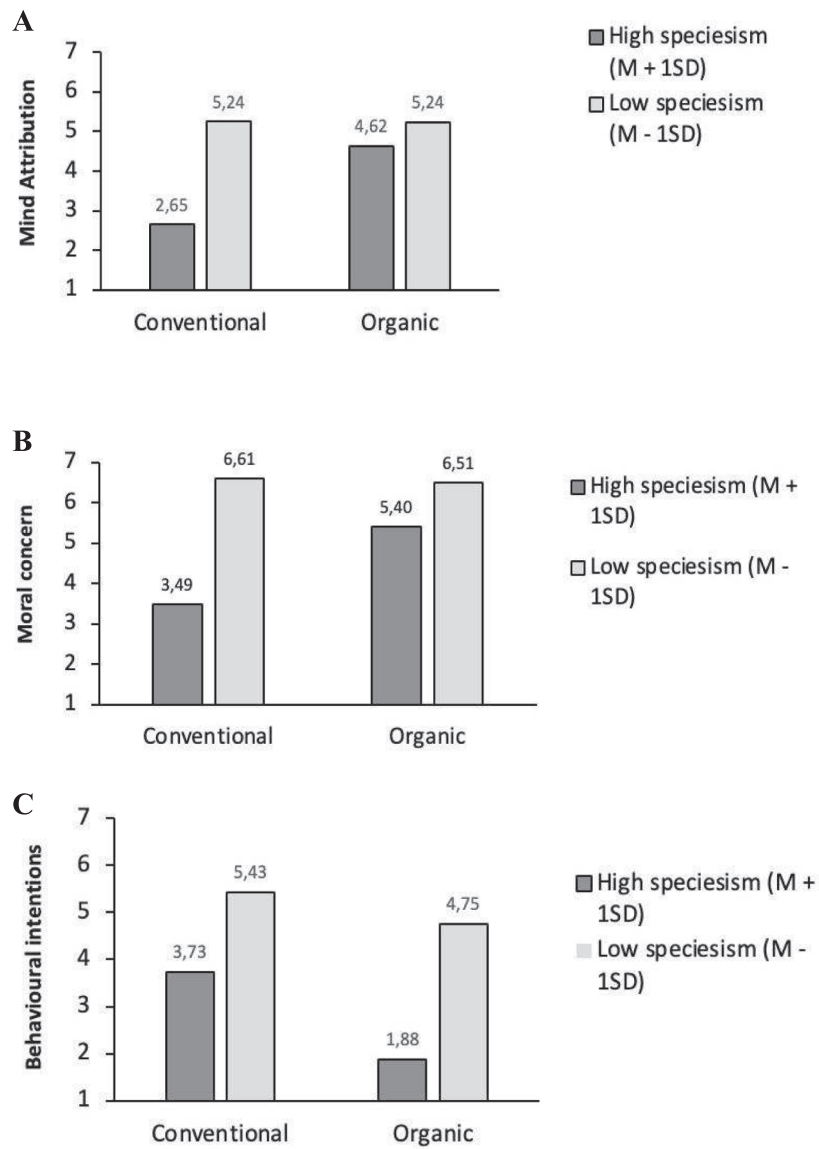 A
7
6
5
4
3
2
1
Mind Attribution
2,65
5,24
4,62
5,24
Conventional
Organic
High speciesism
(M + 1SD)
Low speciesism
(M - 1SD)
B
7
6
5
4
3
2
1
Moral concern
3,49
6,61
5,40
6,51
Conventional
Organic
High speciesism (M +
1SD)
Low speciesism (M -
1SD)
C
7
6
5
4
3
2
1
Behavioural intentions
3,73
5,43
1,88
4,75
Conventional
Organic
High speciesism (M +
1SD)
Low speciesism (M -
1SD)